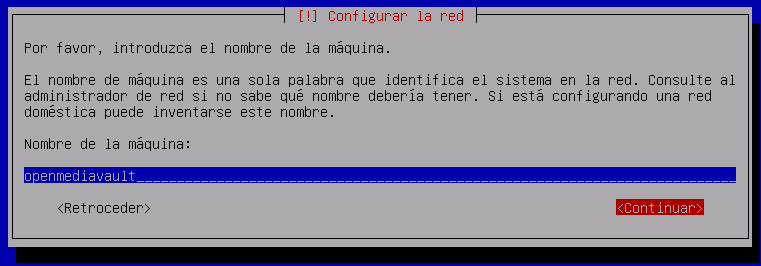 [!] Configurar la red
Por favor, introduzca el nombre de la máquina.
El nombre de máquina es una sola palabra que identifica el sistema en la red. Consulte al
administrador de red si no sabe qué nombre debería tener. Si está configurando una red
doméstica puede inventarse este nombre.
Nombre de la máquina:
openmediavault___________________________________________________________________________
<Retroceder> <Continuar>